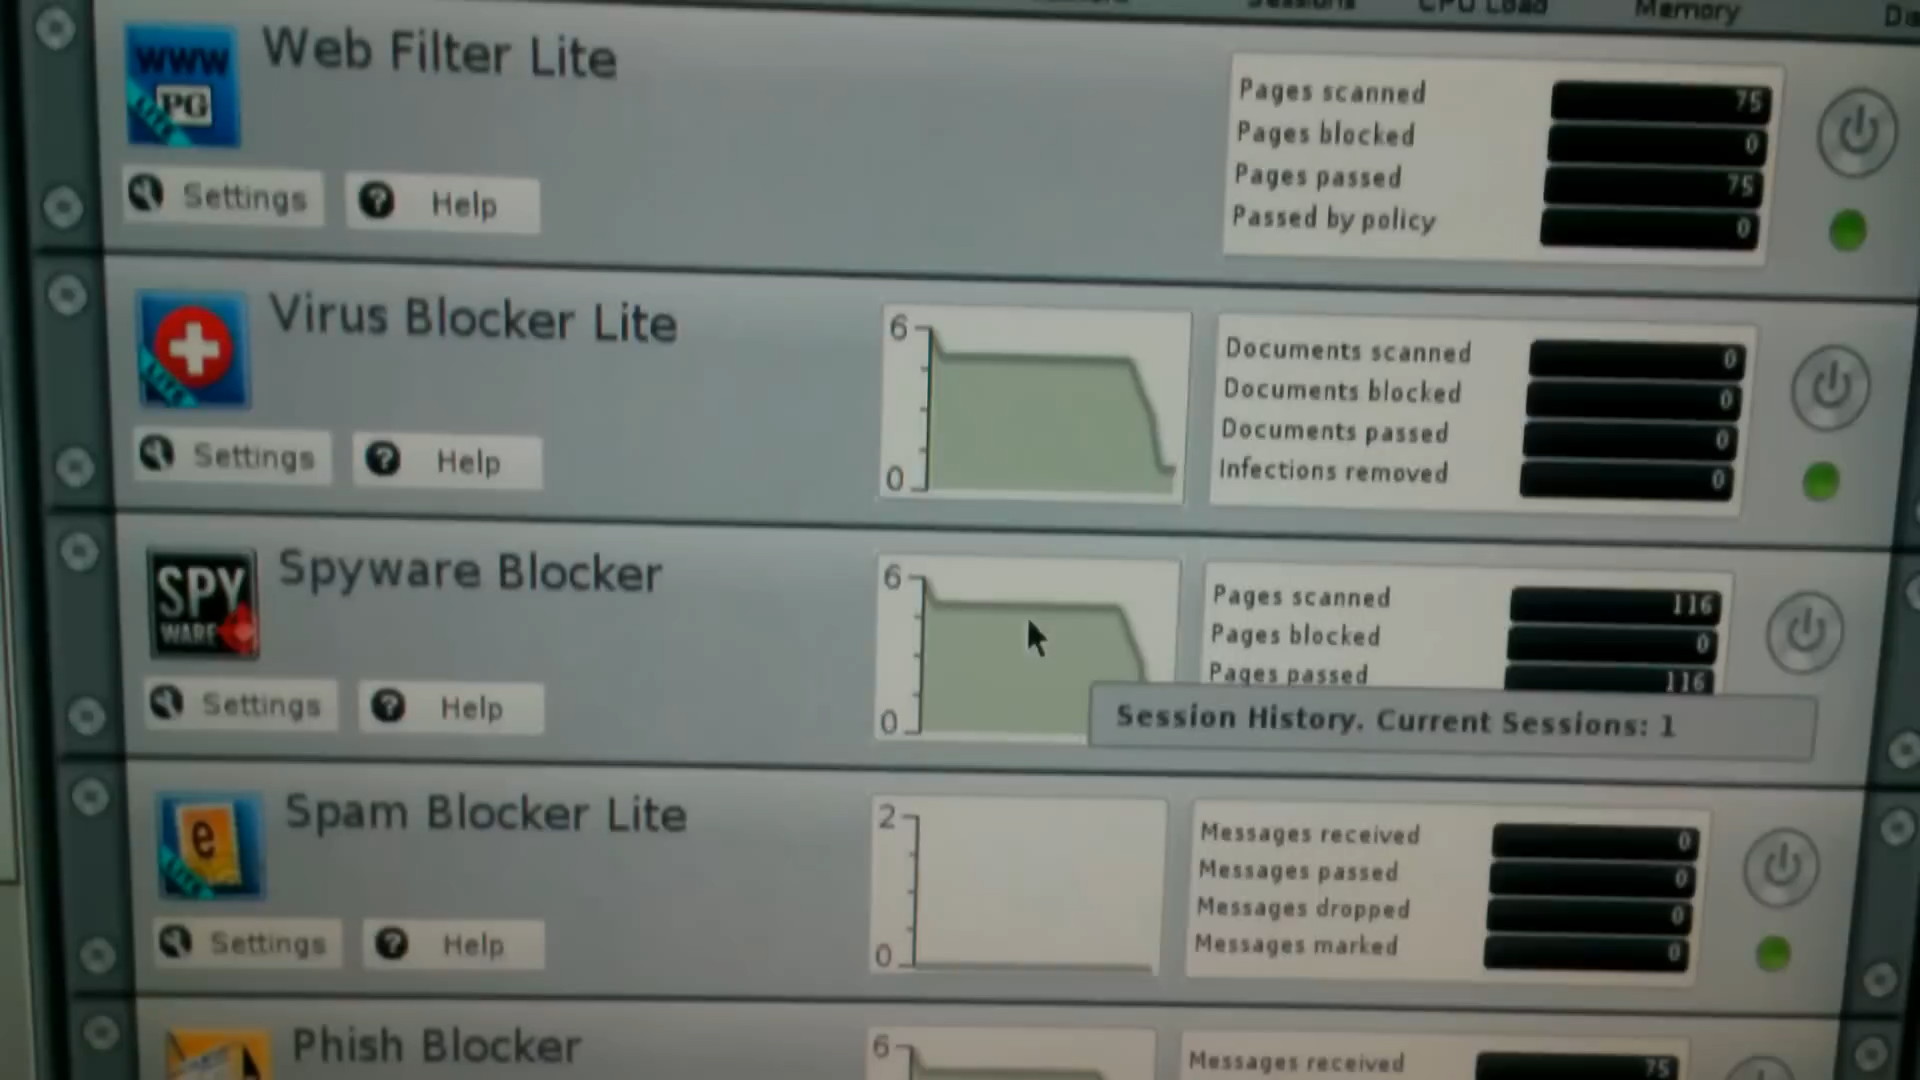 Sessions
CPU Load
Memory
WWW
PG
LITE
Web Filter Lite
Settings
Help
Pages scanned 75
Pages blocked 0
Pages passed 75
Passed by policy 0
LITE
Virus Blocker Lite
Settings
Help
6
0
Documents scanned 0
Documents blocked 0
Documents passed 0
Infections removed 0
SPY
WARE
Spyware Blocker
Settings
Help
6
0
Pages scanned 116
Pages blocked 0
Pages passed 116
Session History. Current Sessions: 1
e
LITE
Spam Blocker Lite
Settings
Help
2
0
Messages received 0
Messages passed 0
Messages dropped 0
Messages marked 0
Phish Blocker
6
Messages received 75